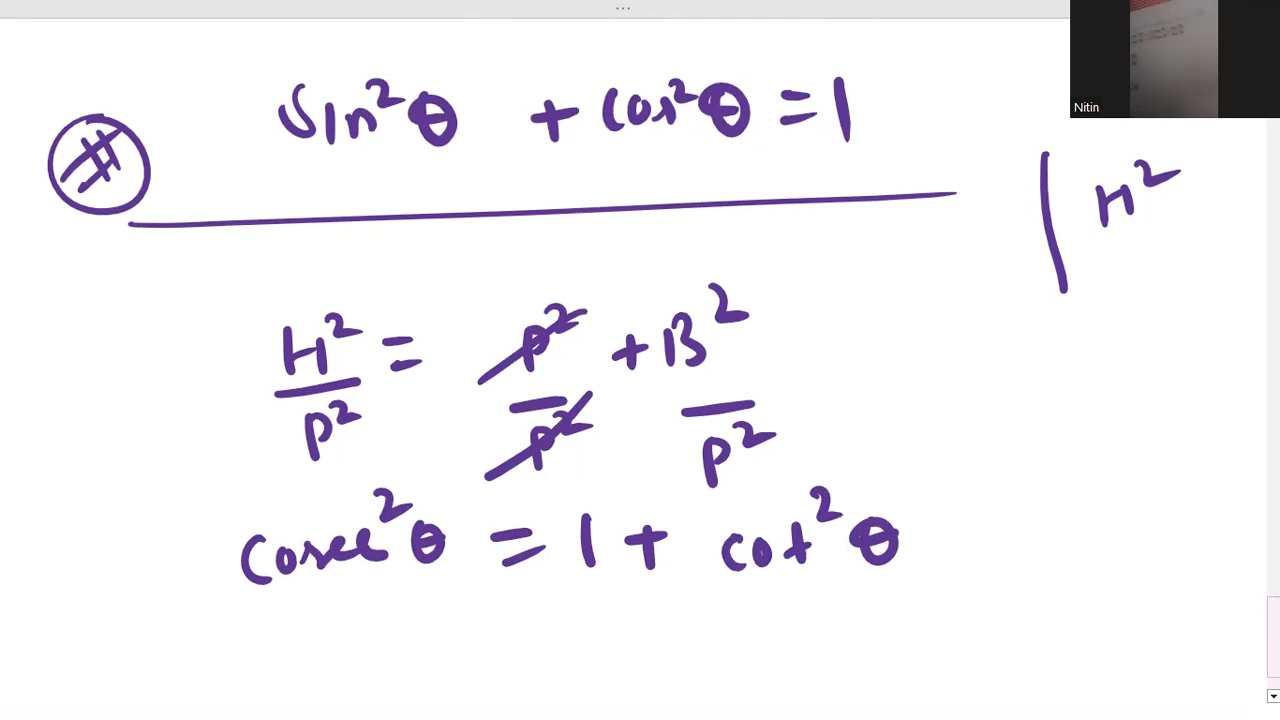 sin²θ + cos²θ = 1
#
H²
H² = P² + B²
P² P² P²
cosec²θ = 1 + cot²θ
Nitin